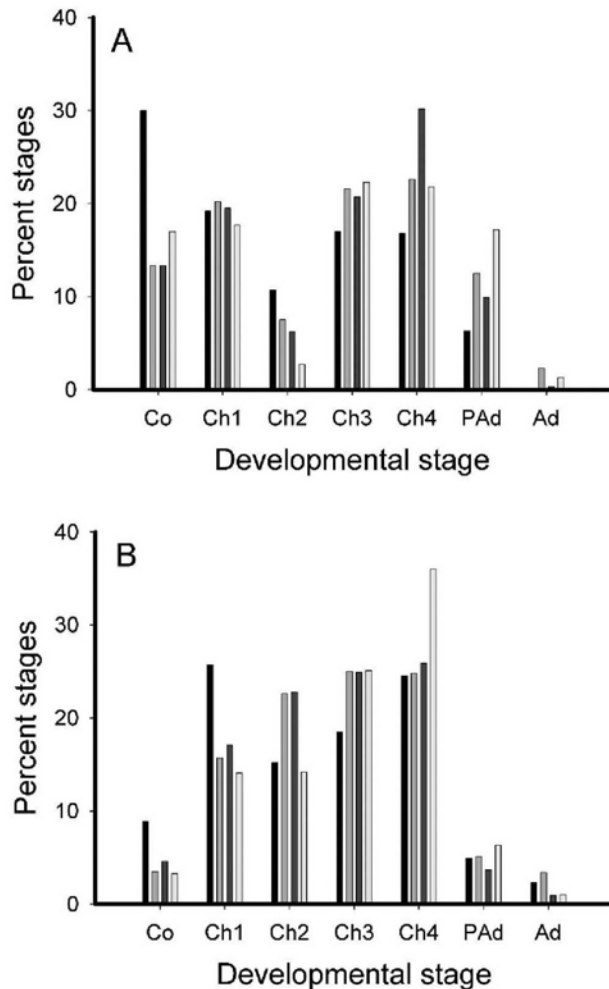 A
40
30
20
10
0
Percent stages
Co Ch1 Ch2 Ch3 Ch4 PAd Ad
Developmental stage
B
40
30
20
10
0
Percent stages
Co Ch1 Ch2 Ch3 Ch4 PAd Ad
Developmental stage